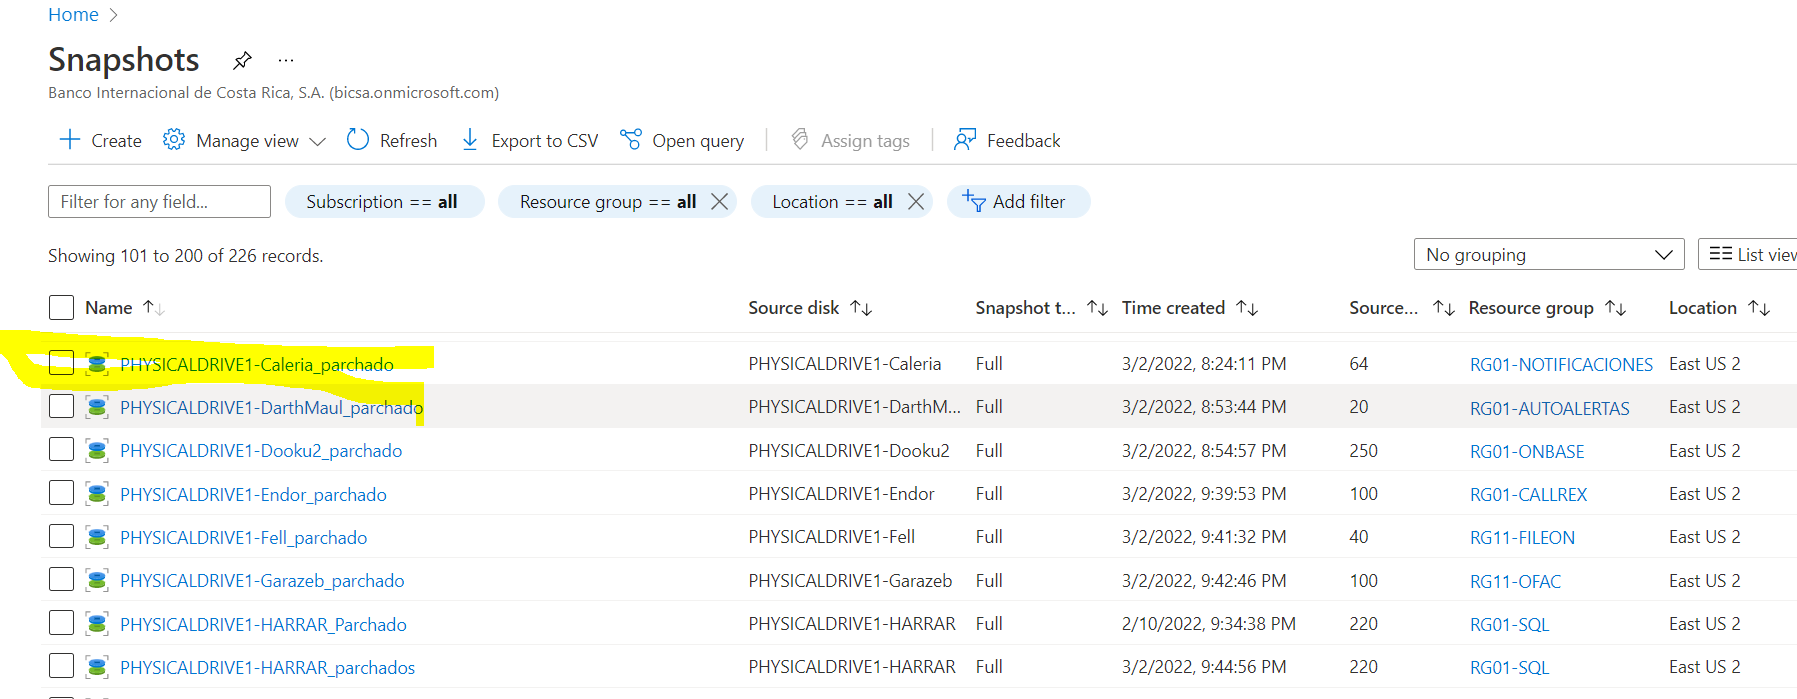 Home
Snapshots ...
Banco Internacional de Costa Rica, S.A. (bicsa.onmicrosoft.com)
Create Manage view Refresh Export to CSV Open query Assign tags Feedback
Filter for any field... Subscription == all Resource group == all Location == all Add filter
Showing 101 to 200 of 226 records. No grouping List view
Name Source disk Snapshot t... Time created Source... Resource group Location
PHYSICALDRIVE1-Caleria_parchado PHYSICALDRIVE1-Caleria Full 3/2/2022, 8:24:11 PM 64 RG01-NOTIFICACIONES East US 2
PHYSICALDRIVE1-DarthMaul_parchado PHYSICALDRIVE1-DarthM... Full 3/2/2022, 8:53:44 PM 20 RG01-AUTOALERTAS East US 2
PHYSICALDRIVE1-Dooku2_parchado PHYSICALDRIVE1-Dooku2 Full 3/2/2022, 8:54:57 PM 250 RG01-ONBASE East US 2
PHYSICALDRIVE1-Endor_parchado PHYSICALDRIVE1-Endor Full 3/2/2022, 9:39:53 PM 100 RG01-CALLREX East US 2
PHYSICALDRIVE1-Fell_parchado PHYSICALDRIVE1-Fell Full 3/2/2022, 9:41:32 PM 40 RG11-FILEON East US 2
PHYSICALDRIVE1-Garazeb_parchado PHYSICALDRIVE1-Garazeb Full 3/2/2022, 9:42:46 PM 100 RG11-OFAC East US 2
PHYSICALDRIVE1-HARRAR_Parchado PHYSICALDRIVE1-HARRAR Full 2/10/2022, 9:34:38 PM 220 RG01-SQL East US 2
PHYSICALDRIVE1-HARRAR_parchados PHYSICALDRIVE1-HARRAR Full 3/2/2022, 9:44:56 PM 220 RG01-SQL East US 2